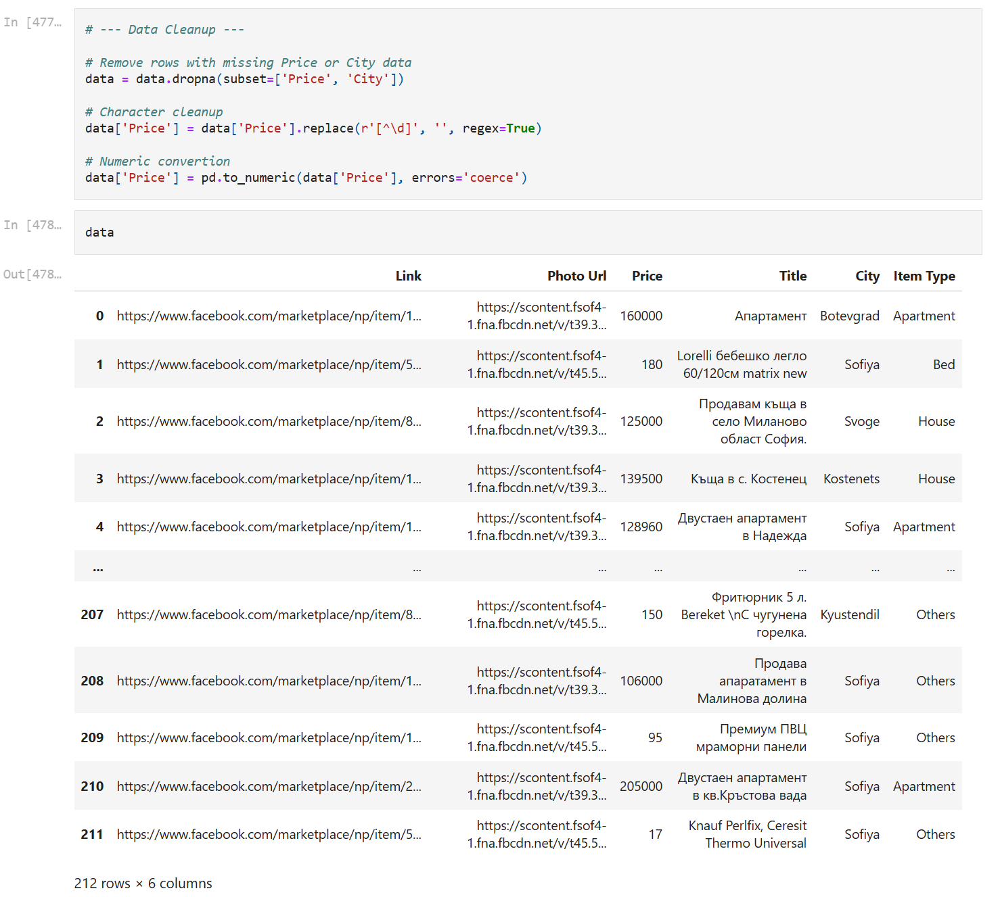 In [477…
# --- Data Cleanup ---
# Remove rows with missing Price or City data
data = data.dropna(subset=['Price', 'City'])
# Character cleanup
data['Price'] = data['Price'].replace(r'[^\d]', '', regex=True)
# Numeric convertion
data['Price'] = pd.to_numeric(data['Price'], errors='coerce')
In [478…
data
Out[478…
Link Photo Url Price Title City Item Type
0 https://www.facebook.com/marketplace/np/item/1... https://scontent.fsof4-
1.fna.fbcdn.net/v/t39.3... 160000 Апартамент Botevgrad Apartment
1 https://www.facebook.com/marketplace/np/item/5... https://scontent.fsof4-
1.fna.fbcdn.net/v/t45.5... 180 Lorelli бебешко легло
60/120см matrix new Sofiya Bed
2 https://www.facebook.com/marketplace/np/item/8... https://scontent.fsof4-
1.fna.fbcdn.net/v/t39.3... 125000 Продавам къща в
село Миланово
област София. Svoge House
3 https://www.facebook.com/marketplace/np/item/1... https://scontent.fsof4-
1.fna.fbcdn.net/v/t39.3... 139500 Къща в с. Костенец Kostenets House
4 https://www.facebook.com/marketplace/np/item/1... https://scontent.fsof4-
1.fna.fbcdn.net/v/t39.3... 128960 Двустаен апартамент
в Надежда Sofiya Apartment
... ... ... ... ... ... ...
207 https://www.facebook.com/marketplace/np/item/8... https://scontent.fsof4-
1.fna.fbcdn.net/v/t45.5... 150 Фритюрник 5 л.
Bereket \nС чугунена
горелка. Kyustendil Others
208 https://www.facebook.com/marketplace/np/item/1... https://scontent.fsof4-
1.fna.fbcdn.net/v/t39.3... 106000 Продава
апаратамент в
Малинова долина Sofiya Others
209 https://www.facebook.com/marketplace/np/item/1... https://scontent.fsof4-
1.fna.fbcdn.net/v/t45.5... 95 Премиум ПВЦ
мраморни панели Sofiya Others
210 https://www.facebook.com/marketplace/np/item/2... https://scontent.fsof4-
1.fna.fbcdn.net/v/t39.3... 205000 Двустаен апартамент
в кв.Кръстова вада Sofiya Apartment
211 https://www.facebook.com/marketplace/np/item/5... https://scontent.fsof4-
1.fna.fbcdn.net/v/t45.5... 17 Knauf Perlfix, Ceresit
Thermo Universal Sofiya Others
212 rows × 6 columns